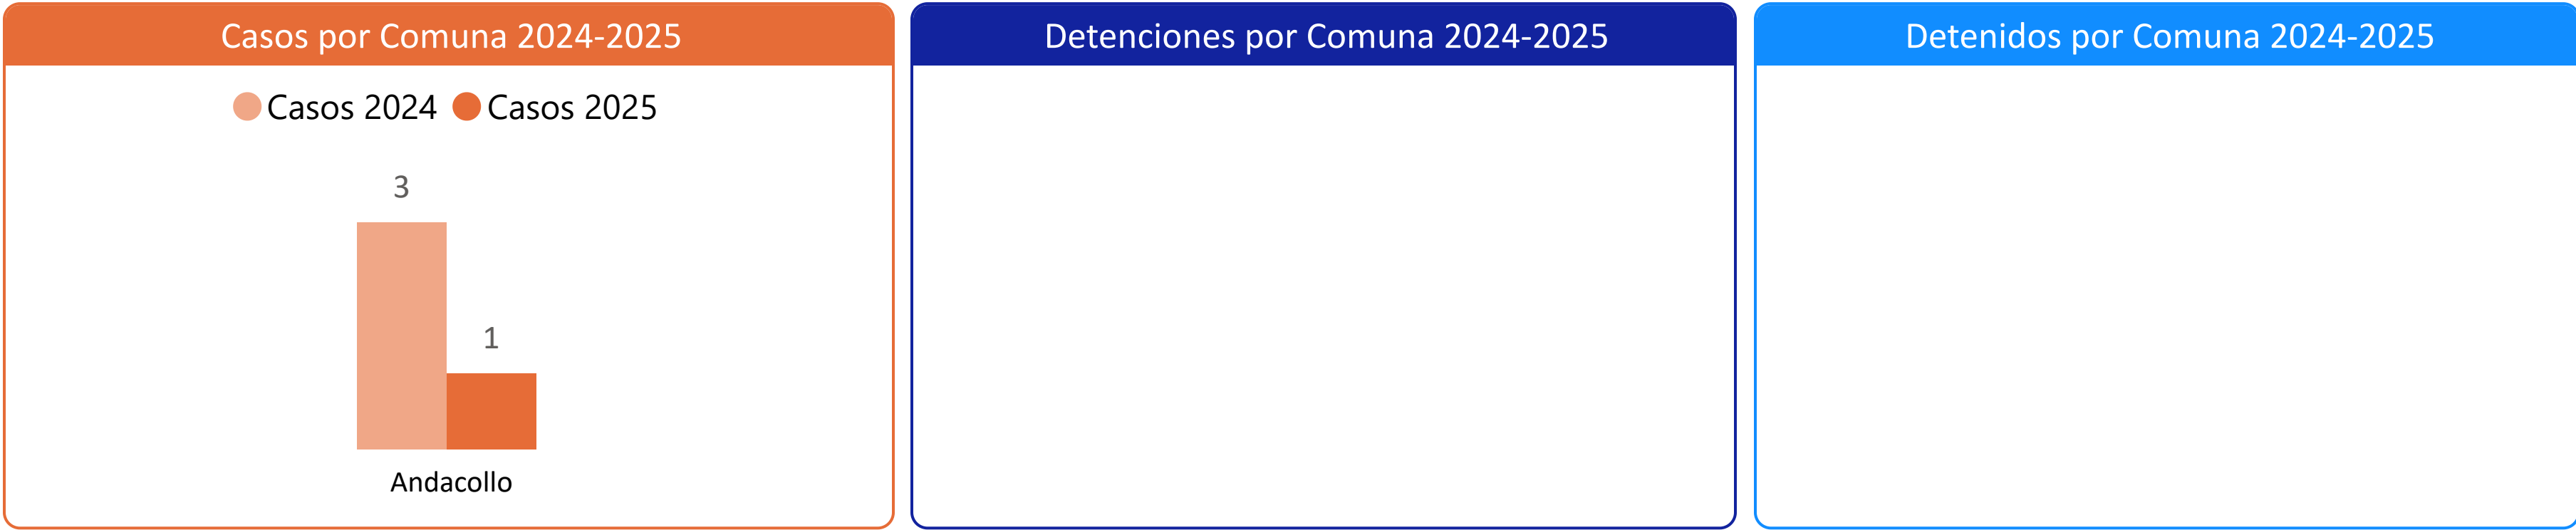 Casos por Comuna 2024-2025
Casos 2024 Casos 2025
3
1
Andacollo
Detenciones por Comuna 2024-2025
Detenidos por Comuna 2024-2025